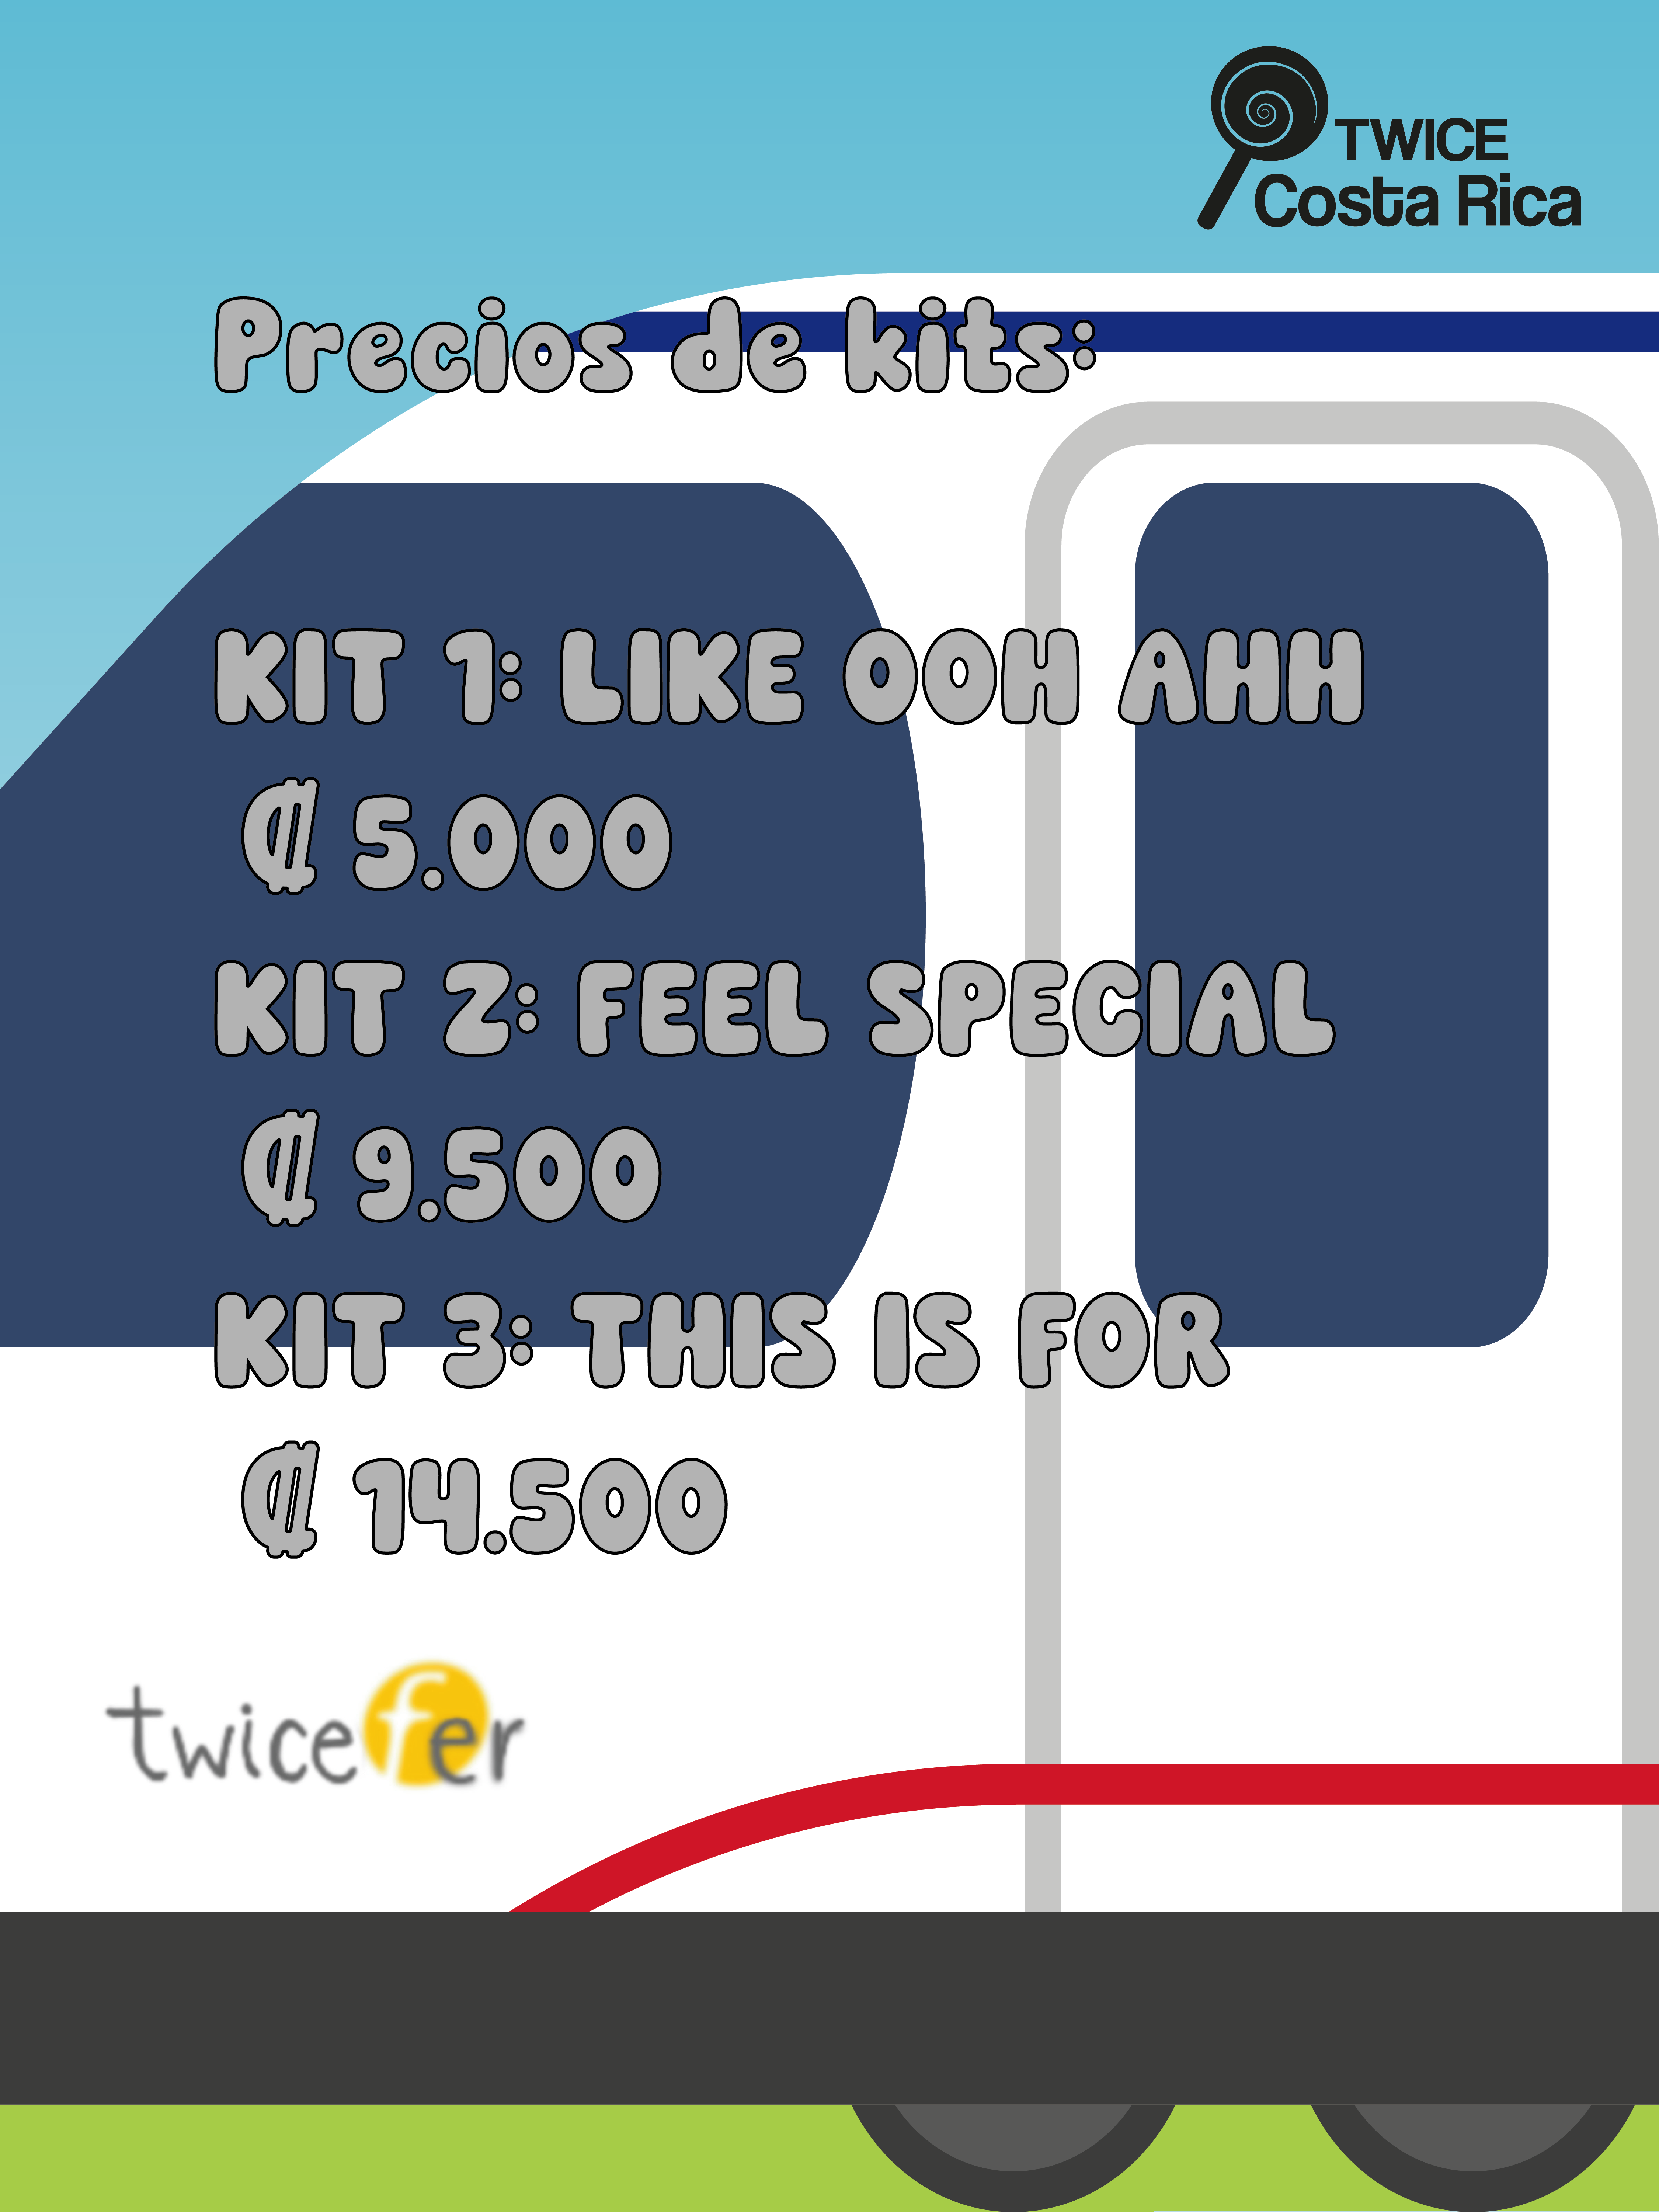 TWICE
Costa Rica
Precios de kits:
KIT 1: LIKE OOH AHH
₡ 5.000
KIT 2: FEEL SPECIAL
₡ 9.500
KIT 3: THIS IS FOR
₡ 14.500
twicefer